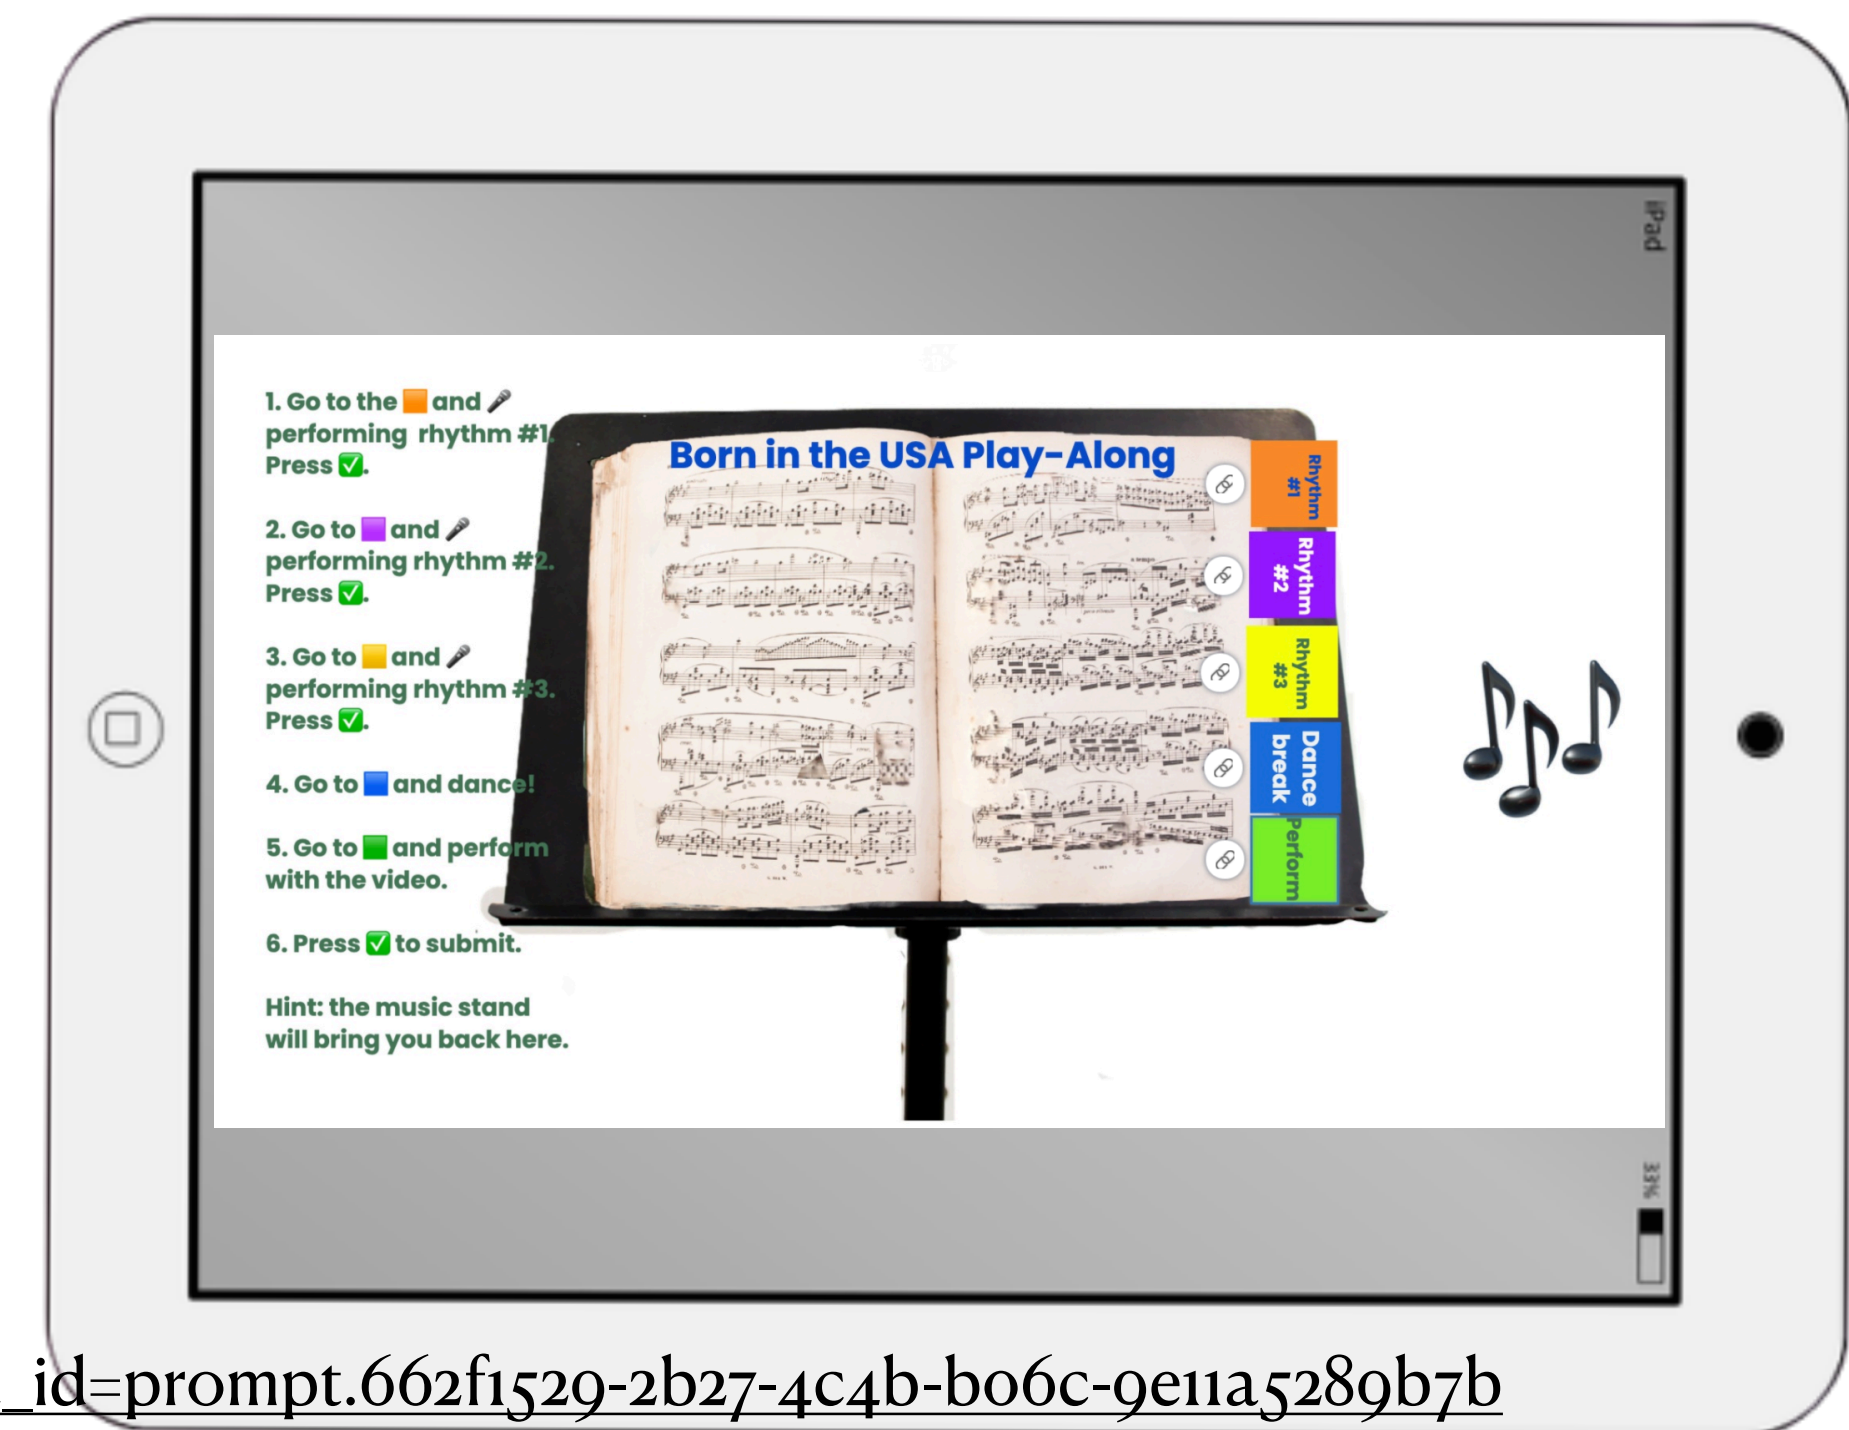 iPad
1. Go to the 🟧 and 🎤
performing rhythm #1.
Press ✅.
2. Go to 🟪 and 🎤
performing rhythm #2.
Press ✅.
3. Go to 🟨 and 🎤
performing rhythm #3.
Press ✅.
4. Go to 🟦 and dance!
5. Go to 🟩 and perform
with the video.
6. Press ✅ to submit.
Hint: the music stand
will bring you back here.
Born in the USA Play-Along
Rhythm
#1
Rhythm
#2
Rhythm
#3
Dance
break
Perform
33%
_id=prompt.662f1529-2b27-4c4b-b06c-9e11a5289b7b